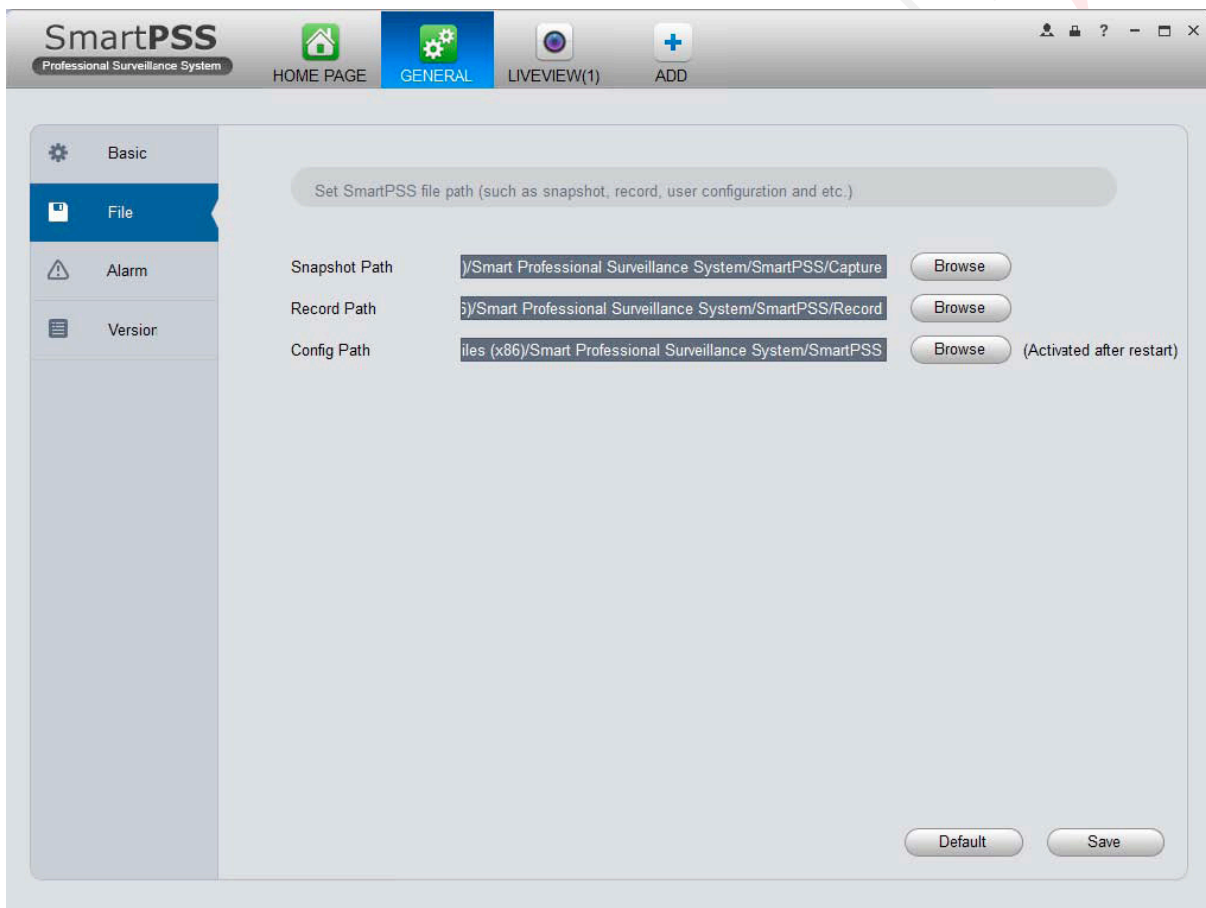 SmartPSS
Professional Surveillance System
HOME PAGE
GENERAL
LIVEVIEW(1)
ADD
?
Basic
File
Alarm
Version
Set SmartPSS file path (such as snapshot, record, user configuration and etc.)
Snapshot Path )/Smart Professional Surveillance System/SmartPSS/Capture Browse
Record Path 6)/Smart Professional Surveillance System/SmartPSS/Record Browse
Config Path iles (x86)/Smart Professional Surveillance System/SmartPSS Browse (Activated after restart)
Default
Save